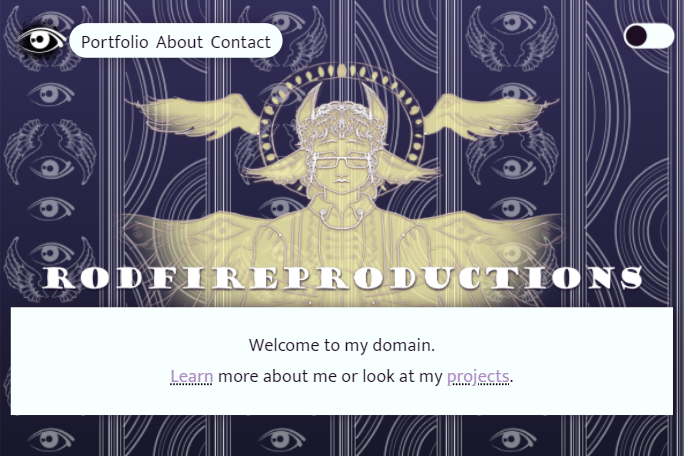 Portfolio About Contact
RODFIREPRODUCTIONS
Welcome to my domain.
Learn more about me or look at my projects.